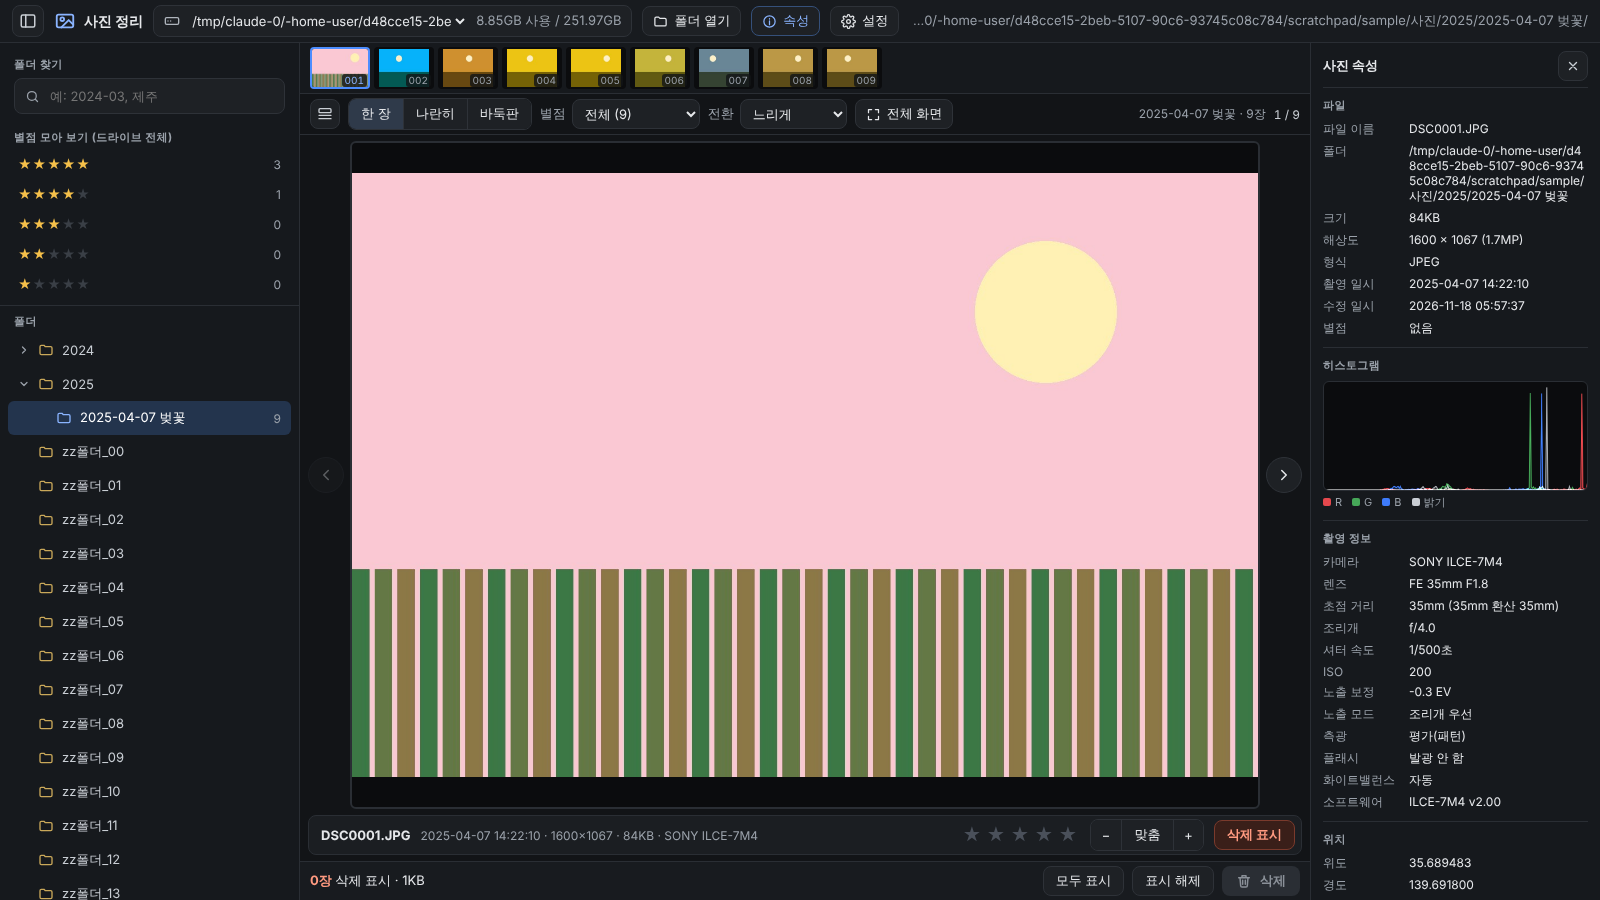 사진 정리
/tmp/claude-0/-home-user/d48cce15-2be
8.85GB 사용 / 251.97GB
폴더 열기
속성
설정
...0/-home-user/d48cce15-2beb-5107-90c6-93745c08c784/scratchpad/sample/사진/2025/2025-04-07 벚꽃/
폴더 찾기
예: 2024-03, 제주
별점 모아 보기 (드라이브 전체)
★★★★★ 3
★★★★★ 1
★★★★★ 0
★★★★★ 0
★★★★★ 0
폴더
2024
2025
2025-04-07 벚꽃 9
zz폴더_00
zz폴더_01
zz폴더_02
zz폴더_03
zz폴더_04
zz폴더_05
zz폴더_06
zz폴더_07
zz폴더_08
zz폴더_09
zz폴더_10
zz폴더_11
zz폴더_12
zz폴더_13
001 002 003 004 005 006 007 008 009
한 장 나란히 바둑판 별점 전체 (9) 전환 느리게 전체 화면 2025-04-07 벚꽃 · 9장 1 / 9
DSC0001.JPG 2025-04-07 14:22:10 · 1600×1067 · 84KB · SONY ILCE-7M4 ★★★★★ − 맞춤 + 삭제 표시
0장 삭제 표시 · 1KB 모두 표시 표시 해제 삭제
사진 속성
파일
파일 이름 DSC0001.JPG
폴더 /tmp/claude-0/-home-user/d4
8cce15-2beb-5107-90c6-9374
5c08c784/scratchpad/sample/
사진/2025/2025-04-07 벚꽃
크기 84KB
해상도 1600 × 1067 (1.7MP)
형식 JPEG
촬영 일시 2025-04-07 14:22:10
수정 일시 2026-11-18 05:57:37
별점 없음
히스토그램
R G B 밝기
촬영 정보
카메라 SONY ILCE-7M4
렌즈 FE 35mm F1.8
초점 거리 35mm (35mm 환산 35mm)
조리개 f/4.0
셔터 속도 1/500초
ISO 200
노출 보정 -0.3 EV
노출 모드 조리개 우선
측광 평가(패턴)
플래시 발광 안 함
화이트밸런스 자동
소프트웨어 ILCE-7M4 v2.00
위치
위도 35.689483
경도 139.691800